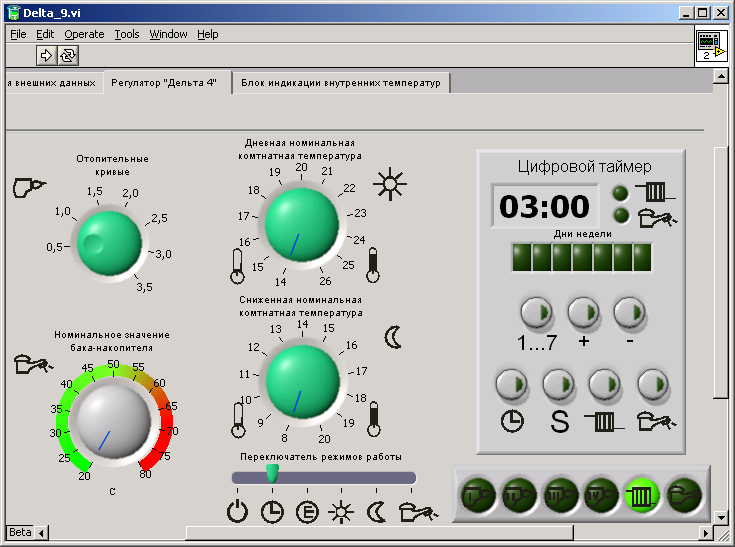 Delta_9.vi
File Edit Operate Tools Window Help
2
я внешних данных
Регулятор "Дельта 4"
Блок индикации внутренних температур
Отопительные
кривые
0,5
1,0
1,5
2,0
2,5
3,0
3,5
Дневная номинальная
комтнатная температура
14
15
16
17
18
19
20
21
22
23
24
25
26
Цифровой таймер
03:00
Дни недели
1...7
+
-
S
Номинальное значение
бака-накопителя
20
25
30
35
40
45
50
55
60
65
70
75
80
C
Сниженная номинальная
комтнатная температура
8
9
10
11
12
13
14
15
16
17
18
19
20
Переключатель режимов работы
E
I
II
III
IV
Beta